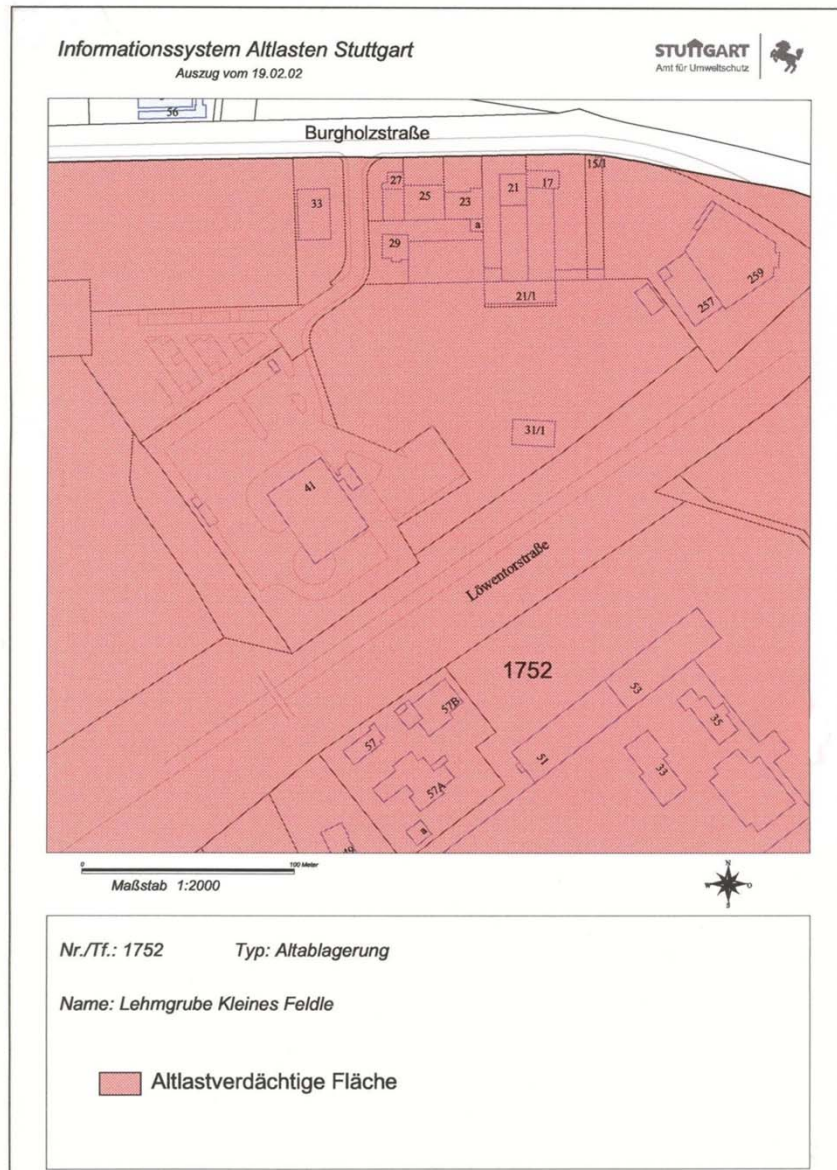 Informationssystem Altlasten Stuttgart
Auszug vom 19.02.02
STUTTGART
Amt für Umweltschutz
56
Burgholzstraße
33
27
25
23
21
17
15/1
a
29
21/1
257
259
31/1
41
Löwentorstraße
1752
57B
57
57A
a
53
51
35
33
0
100 Meter
Maßstab 1:2000
N
W
O
S
Nr./Tf.: 1752 Typ: Altablagerung
Name: Lehmgrube Kleines Feldle
Altlastverdächtige Fläche